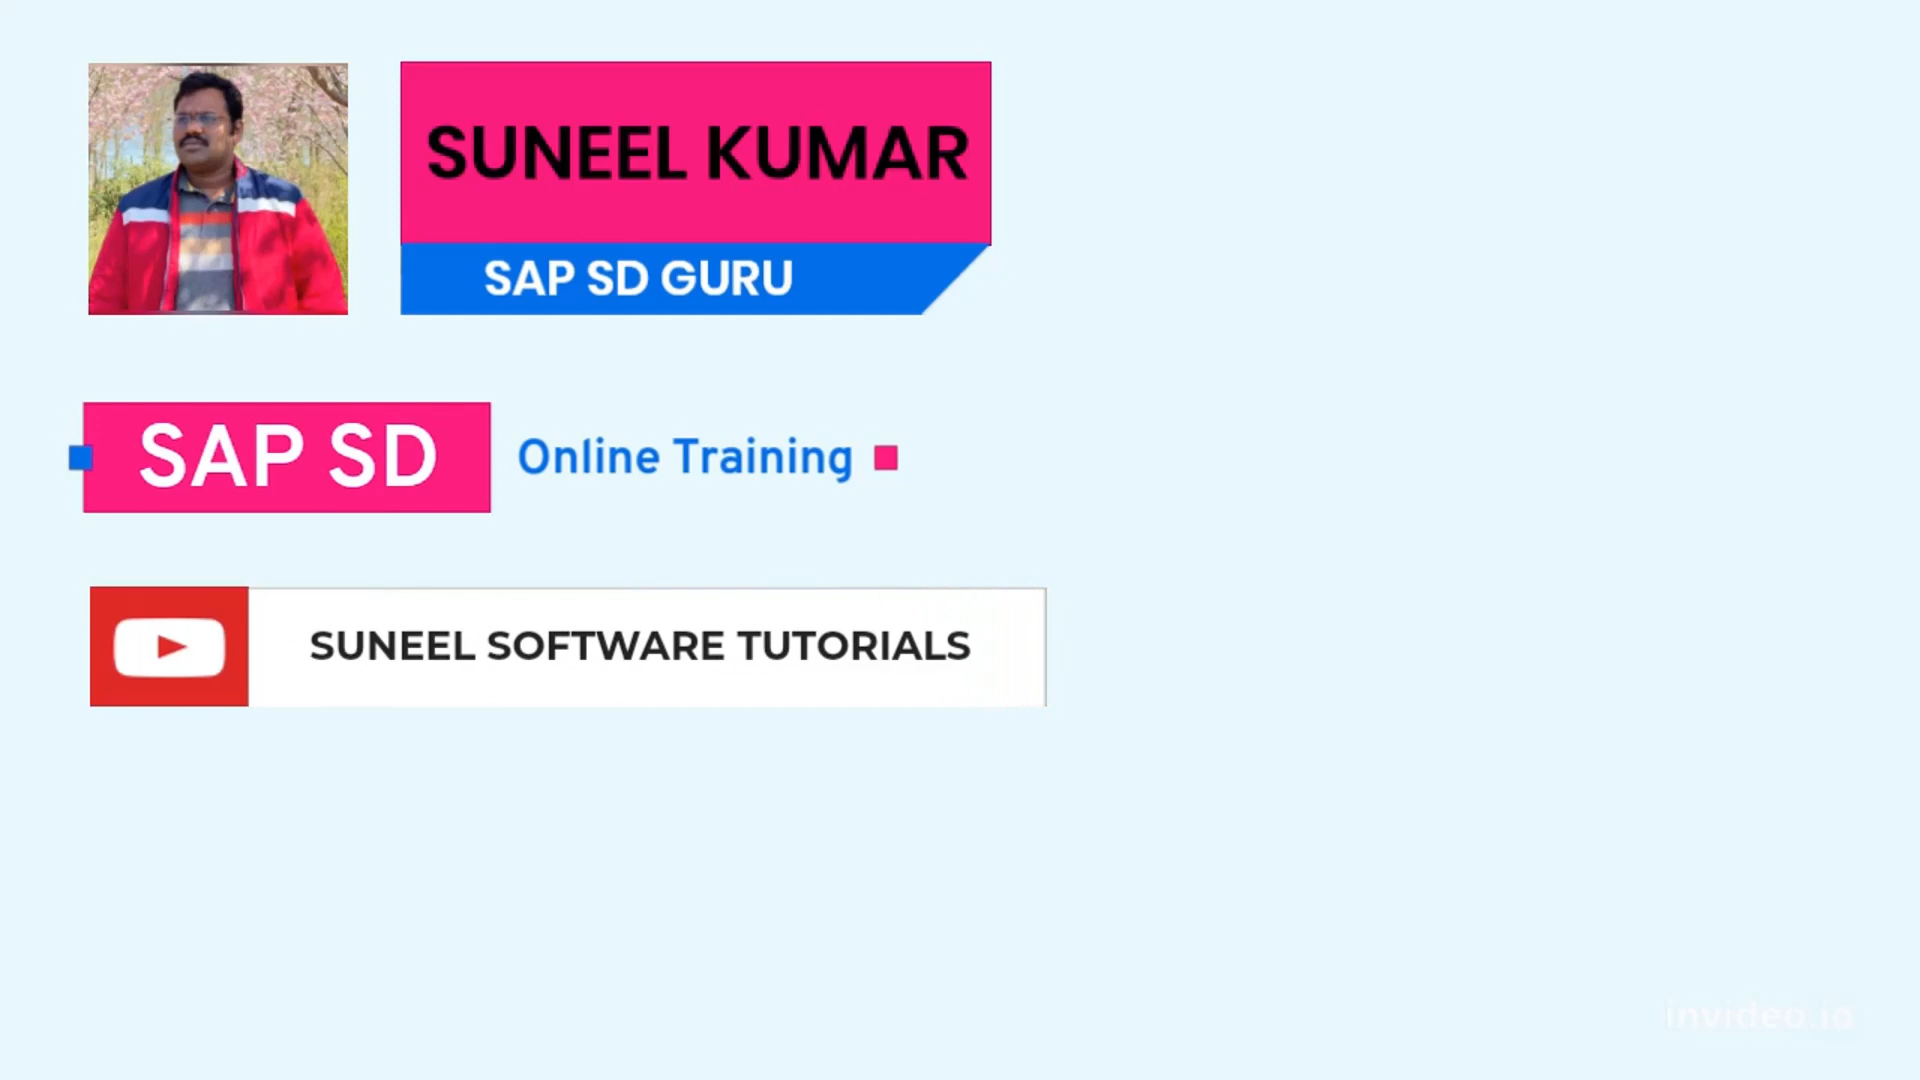 SUNEEL KUMAR
SAP SD GURU
SAP SD Online Training
SUNEEL SOFTWARE TUTORIALS
invideo.io